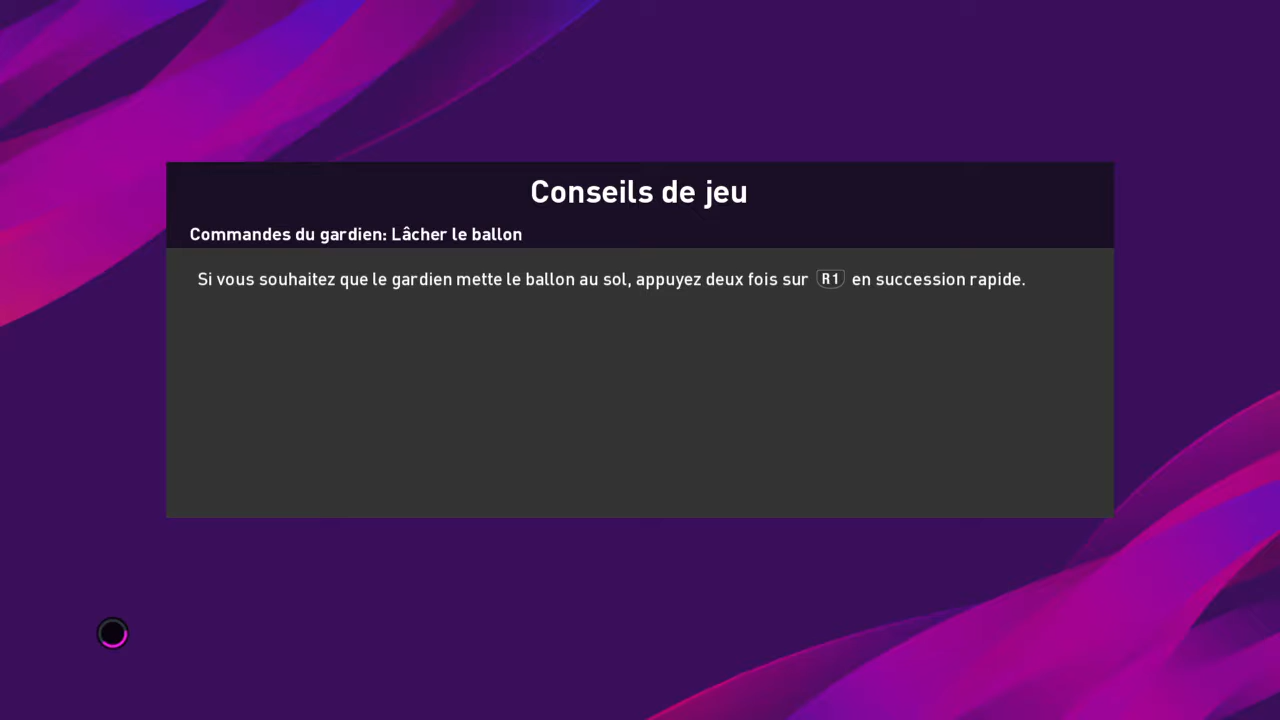 Conseils de jeu
Commandes du gardien: Lâcher le ballon
Si vous souhaitez que le gardien mette le ballon au sol, appuyez deux fois sur R1 en succession rapide.